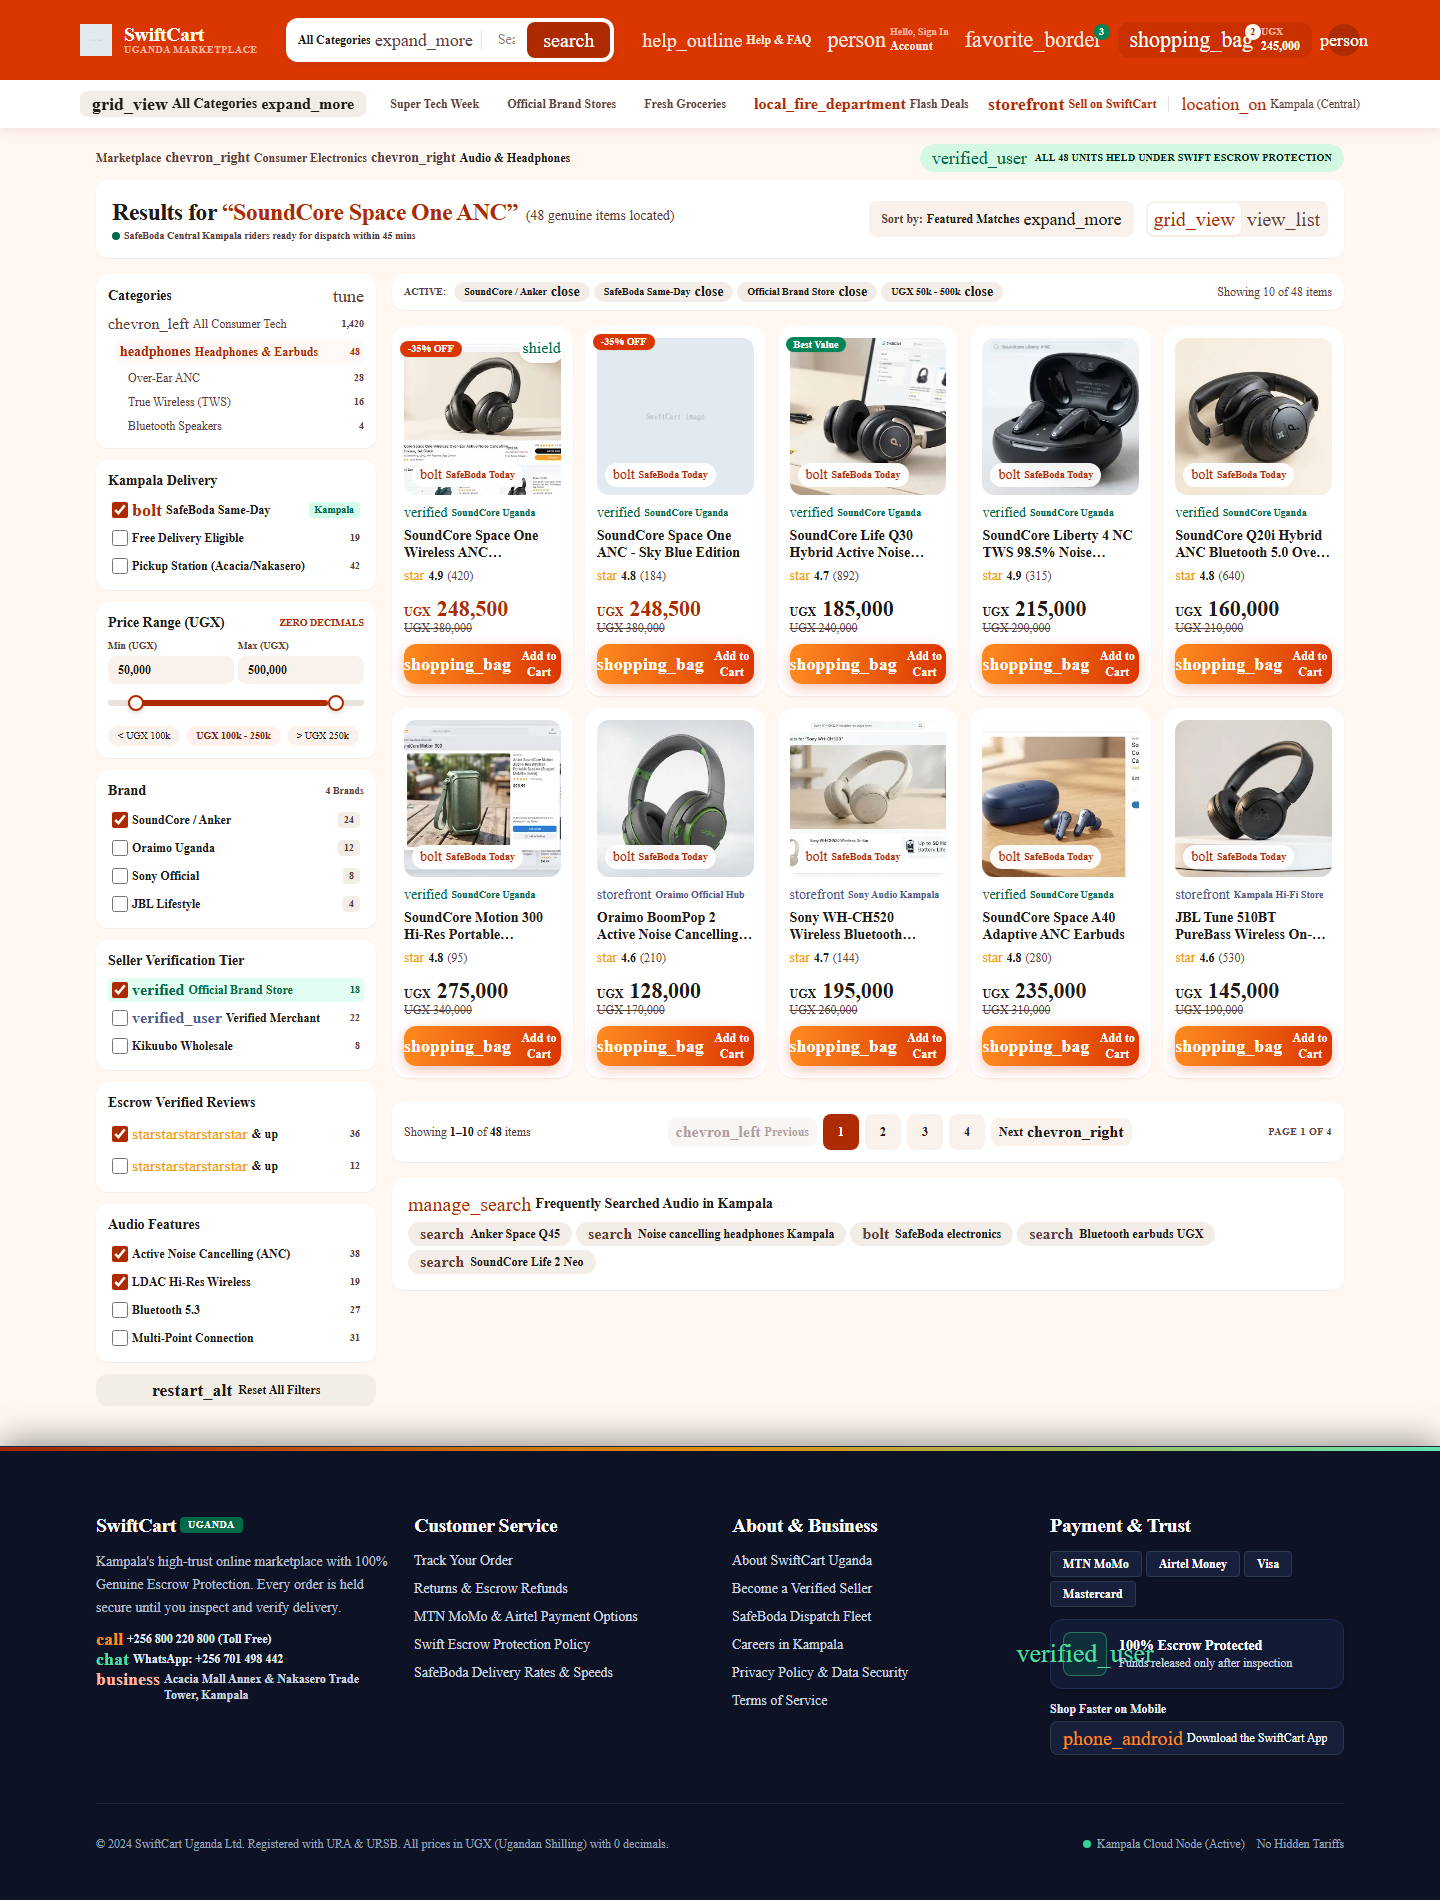 SwiftCart
UGANDA MARKETPLACE
All Categories expand_more
search
help_outline Help & FAQ
person Hello, Sign In
Account
favorite_border 3
shopping_bag 2 UGX
245,000
person
grid_view All Categories expand_more
Super Tech Week
Official Brand Stores
Fresh Groceries
local_fire_department Flash Deals
storefront Sell on SwiftCart
location_on Kampala (Central)
Marketplace chevron_right Consumer Electronics chevron_right Audio & Headphones
verified_user ALL 48 UNITS HELD UNDER SWIFT ESCROW PROTECTION
Results for “SoundCore Space One ANC” (48 genuine items located)
SafeBoda Central Kampala riders ready for dispatch within 45 mins
Sort by: Featured Matches expand_more
grid_view view_list
Categories tune
chevron_left All Consumer Tech 1,420
headphones Headphones & Earbuds 48
Over-Ear ANC 28
True Wireless (TWS) 16
Bluetooth Speakers 4
Kampala Delivery
bolt SafeBoda Same-Day Kampala
Free Delivery Eligible 19
Pickup Station (Acacia/Nakasero) 42
Price Range (UGX) ZERO DECIMALS
Min (UGX) Max (UGX)
50,000 500,000
< UGX 100k UGX 100k - 250k > UGX 250k
Brand 4 Brands
SoundCore / Anker 24
Oraimo Uganda 12
Sony Official 8
JBL Lifestyle 4
Seller Verification Tier
verified Official Brand Store 18
verified_user Verified Merchant 22
Kikuubo Wholesale 8
Escrow Verified Reviews
starstarstarstarstar & up 36
starstarstarstarstar & up 12
Audio Features
Active Noise Cancelling (ANC) 38
LDAC Hi-Res Wireless 19
Bluetooth 5.3 27
Multi-Point Connection 31
restart_alt Reset All Filters
ACTIVE: SoundCore / Anker close SafeBoda Same-Day close Official Brand Store close UGX 50k - 500k close
Showing 10 of 48 items
-35% OFF shield
bolt SafeBoda Today
verified SoundCore Uganda
SoundCore Space One
Wireless ANC…
star 4.9 (420)
UGX 248,500
UGX 380,000
shopping_bag Add to Cart
-35% OFF
SwiftCart Image
bolt SafeBoda Today
verified SoundCore Uganda
SoundCore Space One
ANC - Sky Blue Edition
star 4.8 (184)
UGX 248,500
UGX 380,000
shopping_bag Add to Cart
Best Value
bolt SafeBoda Today
verified SoundCore Uganda
SoundCore Life Q30
Hybrid Active Noise…
star 4.7 (892)
UGX 185,000
UGX 240,000
shopping_bag Add to Cart
Soundcore Liberty ANC
bolt SafeBoda Today
verified SoundCore Uganda
SoundCore Liberty 4 NC
TWS 98.5% Noise…
star 4.9 (315)
UGX 215,000
UGX 290,000
shopping_bag Add to Cart
bolt SafeBoda Today
verified SoundCore Uganda
SoundCore Q20i Hybrid
ANC Bluetooth 5.0 Ove…
star 4.8 (640)
UGX 160,000
UGX 210,000
shopping_bag Add to Cart
bolt SafeBoda Today
verified SoundCore Uganda
SoundCore Motion 300
Hi-Res Portable…
star 4.8 (95)
UGX 275,000
UGX 340,000
shopping_bag Add to Cart
bolt SafeBoda Today
storefront Oraimo Official Hub
Oraimo BoomPop 2
Active Noise Cancelling…
star 4.6 (210)
UGX 128,000
UGX 170,000
shopping_bag Add to Cart
bolt SafeBoda Today
storefront Sony Audio Kampala
Sony WH-CH520
Wireless Bluetooth…
star 4.7 (144)
UGX 195,000
UGX 260,000
shopping_bag Add to Cart
bolt SafeBoda Today
verified SoundCore Uganda
SoundCore Space A40
Adaptive ANC Earbuds
star 4.8 (280)
UGX 235,000
UGX 310,000
shopping_bag Add to Cart
bolt SafeBoda Today
storefront Kampala Hi-Fi Store
JBL Tune 510BT
PureBass Wireless On-…
star 4.6 (530)
UGX 145,000
UGX 190,000
shopping_bag Add to Cart
Showing 1–10 of 48 items
chevron_left Previous 1 2 3 4 Next chevron_right
PAGE 1 OF 4
manage_search Frequently Searched Audio in Kampala
search Anker Space Q45 search Noise cancelling headphones Kampala bolt SafeBoda electronics search Bluetooth earbuds UGX
search SoundCore Life 2 Neo
SwiftCart UGANDA
Kampala's high-trust online marketplace with 100%
Genuine Escrow Protection. Every order is held
secure until you inspect and verify delivery.
call +256 800 220 800 (Toll Free)
chat WhatsApp: +256 701 498 442
business Acacia Mall Annex & Nakasero Trade
Tower, Kampala
Customer Service
Track Your Order
Returns & Escrow Refunds
MTN MoMo & Airtel Payment Options
Swift Escrow Protection Policy
SafeBoda Delivery Rates & Speeds
About & Business
About SwiftCart Uganda
Become a Verified Seller
SafeBoda Dispatch Fleet
Careers in Kampala
Privacy Policy & Data Security
Terms of Service
Payment & Trust
MTN MoMo Airtel Money Visa
Mastercard
verified_user 100% Escrow Protected
Funds released only after inspection
Shop Faster on Mobile
phone_android Download the SwiftCart App
© 2024 SwiftCart Uganda Ltd. Registered with URA & URSB. All prices in UGX (Ugandan Shilling) with 0 decimals.
Kampala Cloud Node (Active) No Hidden Tariffs